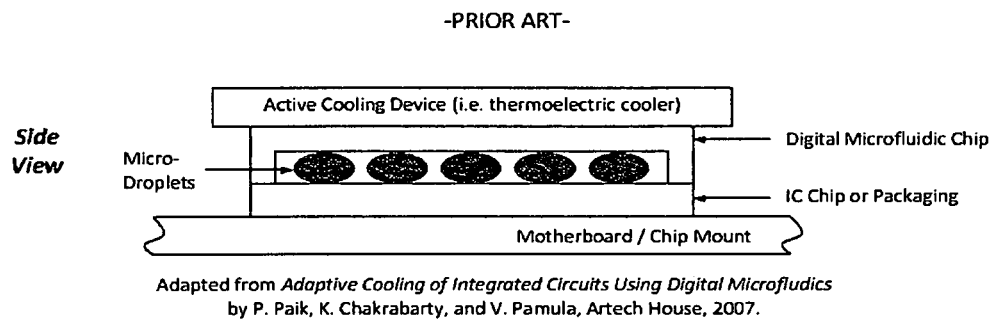 -PRIOR ART-
Active Cooling Device (i.e. thermoelectric cooler)
Side
View
Micro-
Droplets
Digital Microfluidic Chip
IC Chip or Packaging
Motherboard / Chip Mount
Adapted from Adaptive Cooling of Integrated Circuits Using Digital Microfludics
by P. Paik, K. Chakrabarty, and V. Pamula, Artech House, 2007.